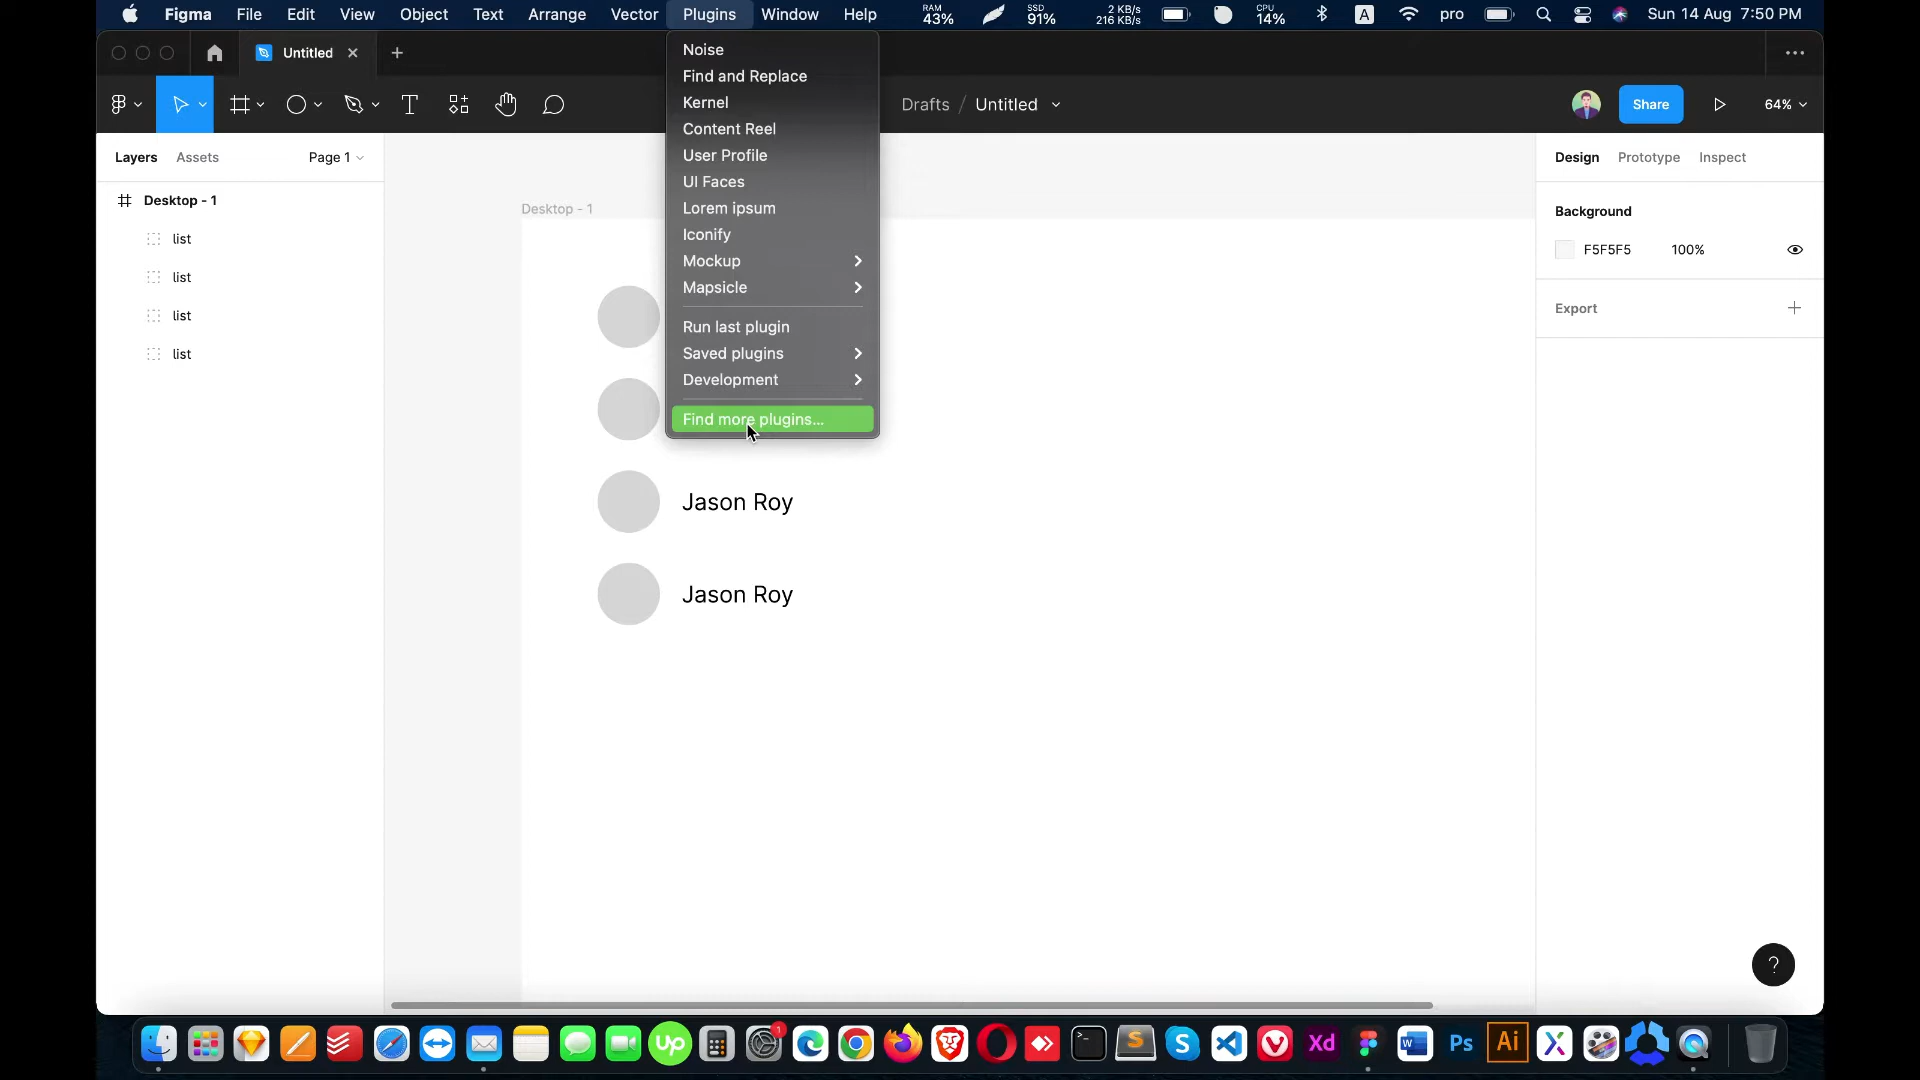 Figma File Edit View Object Text Arrange Vector Plugins Window Help RAM 43% SSD 91% 2 KB/s 216 KB/s CPU 14% A pro Sun 14 Aug 7:50 PM
Untitled
Drafts / Untitled
Share
64%
Layers Assets Page 1
Desktop - 1
list
list
list
list
Desktop - 1
Noise
Find and Replace
Kernel
Content Reel
User Profile
UI Faces
Lorem ipsum
Iconify
Mockup
Mapsicle
Run last plugin
Saved plugins
Development
Find more plugins...
Jason Roy
Jason Roy
Design Prototype Inspect
Background
F5F5F5 100%
Export
?
up 1 S S W Xd W Ps Ai X